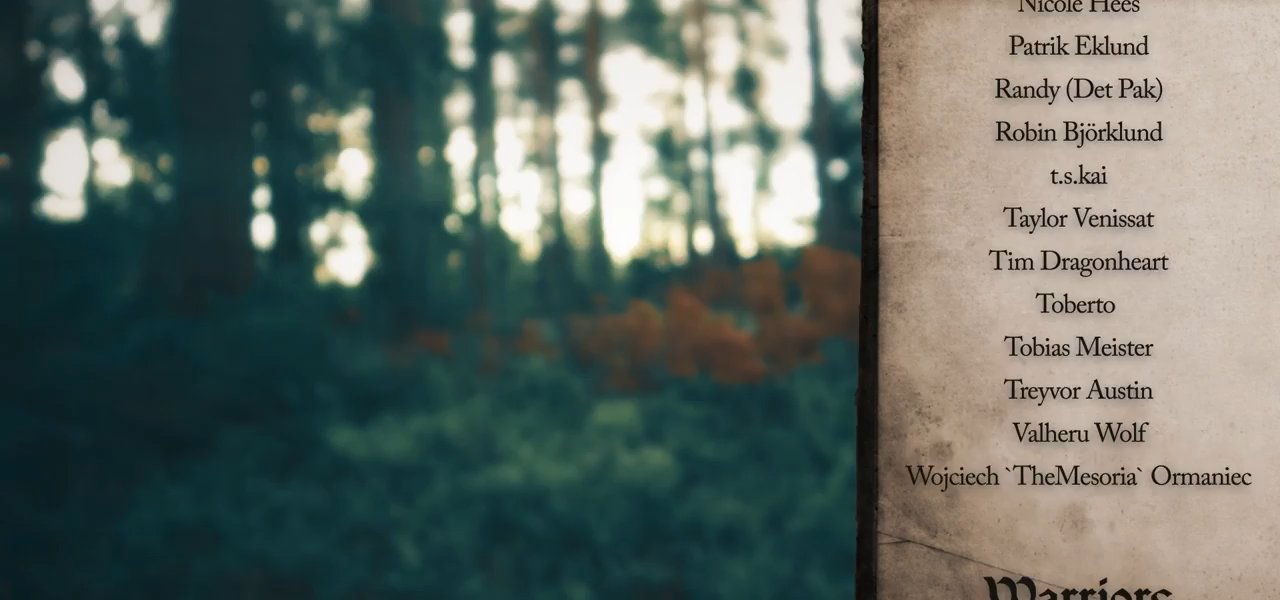 Nicole Hees
Patrik Eklund
Randy (Det Pak)
Robin Björklund
t.s.kai
Taylor Venissat
Tim Dragonheart
Toberto
Tobias Meister
Treyvor Austin
Valheru Wolf
Wojciech `TheMesoria` Ormaniec
Warriors